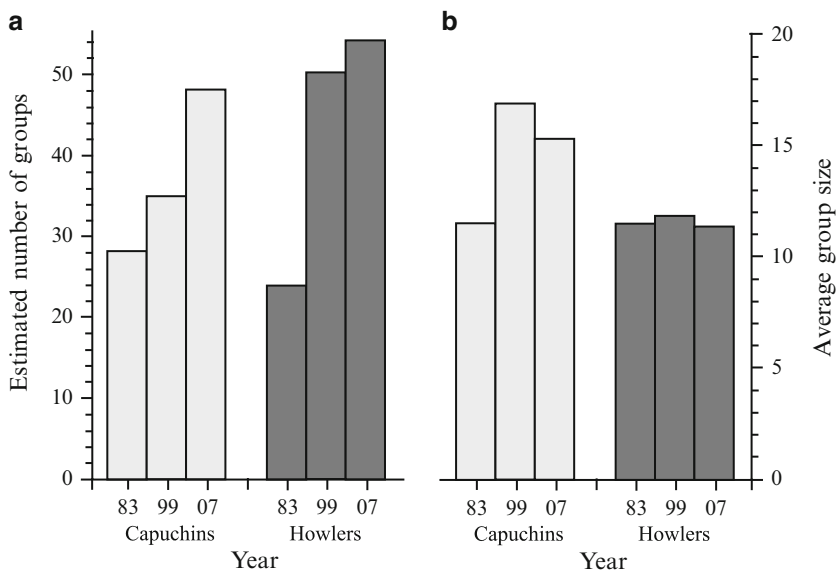 a
Estimated number of groups
50
40
30
20
10
0
83 99 07 83 99 07
Capuchins Howlers
Year
b
20
15
10
5
0
Average group size
83 99 07 83 99 07
Capuchins Howlers
Year